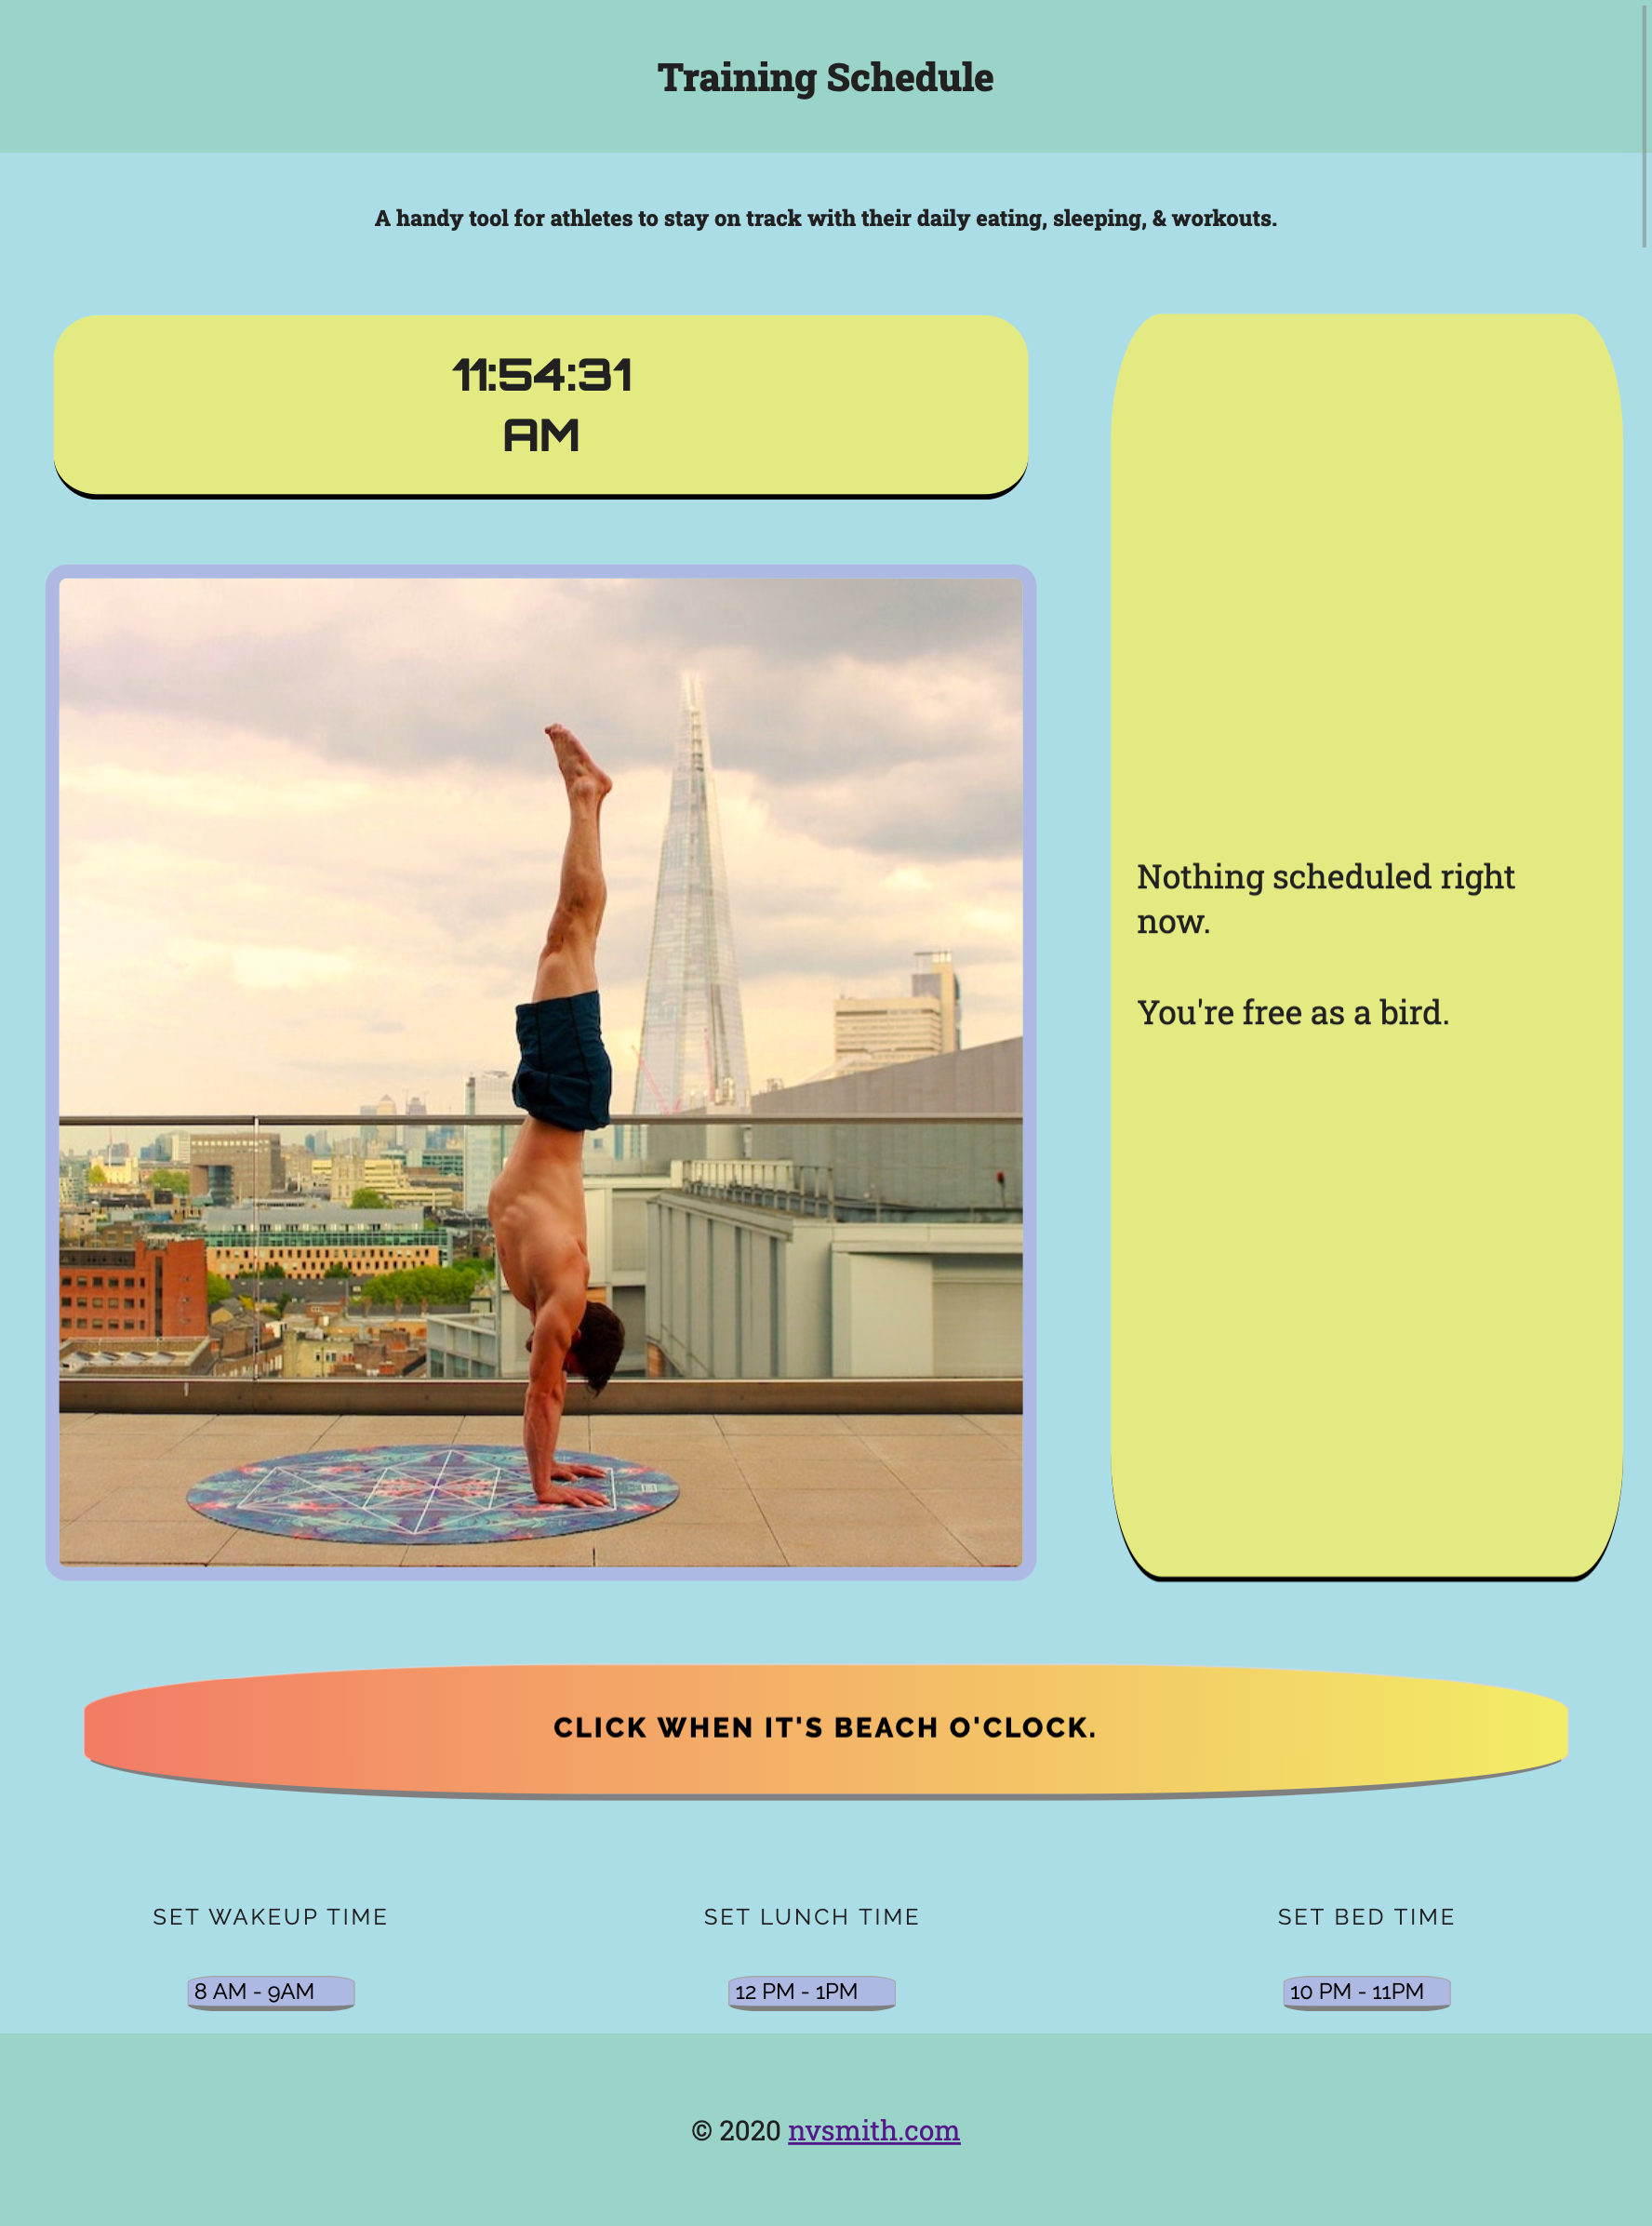 Training Schedule
A handy tool for athletes to stay on track with their daily eating, sleeping, & workouts.
11:54:31
AM
Nothing scheduled right
now.
You're free as a bird.
CLICK WHEN IT'S BEACH O'CLOCK.
SET WAKEUP TIME
8 AM - 9AM
SET LUNCH TIME
12 PM - 1PM
SET BED TIME
10 PM - 11PM
© 2020 nvsmith.com